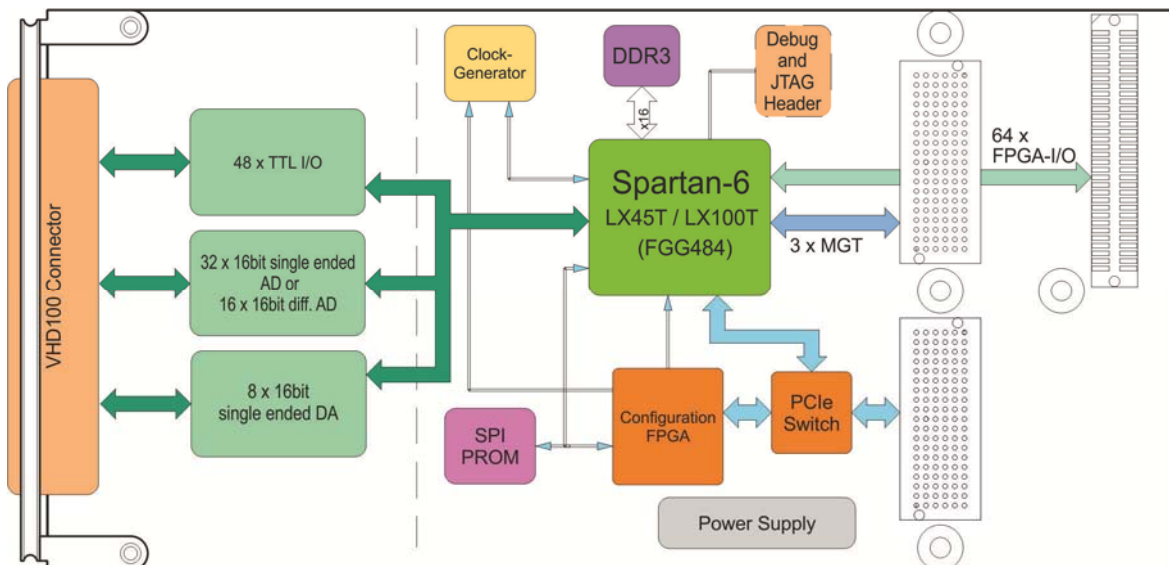 VHD100 Connector
48 x TTL I/O
32 x 16bit single ended
AD or
16 x 16bit diff. AD
8 x 16bit
single ended DA
Clock-
Generator
DDR3
x16
Debug
and
JTAG
Header
Spartan-6
LX45T / LX100T
(FGG484)
64 x
FPGA-I/O
3 x MGT
SPI
PROM
Configuration
FPGA
PCIe
Switch
Power Supply